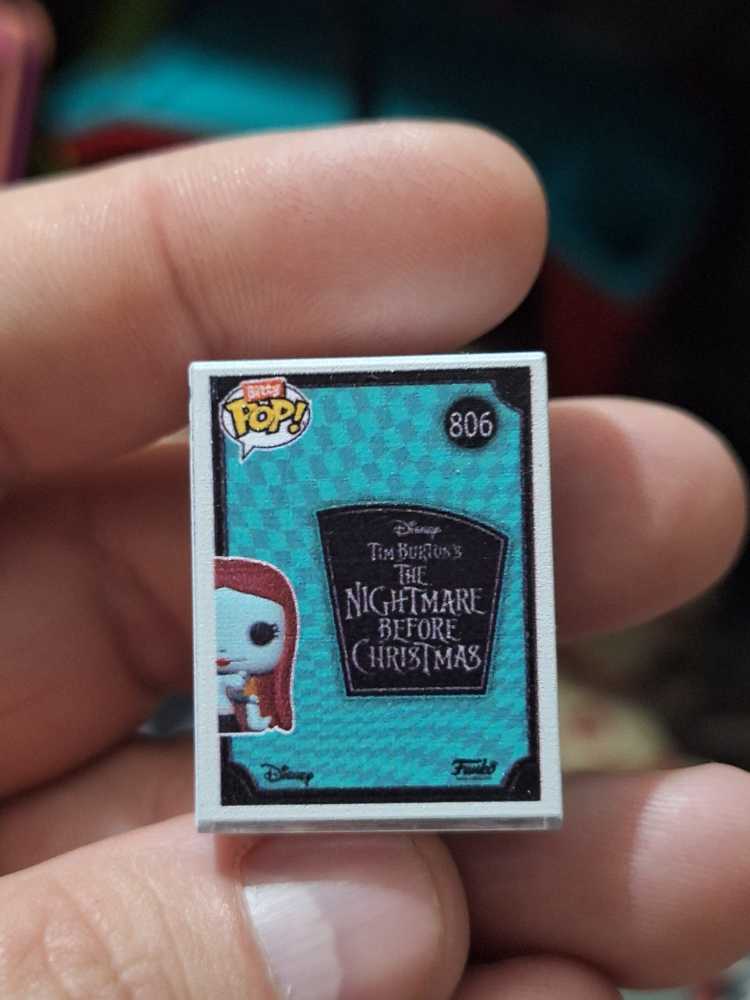 Bitty
POP!
806
Disney
TIM BURTON'S
THE
NIGHTMARE
BEFORE
CHRISTMAS
Disney
Funko